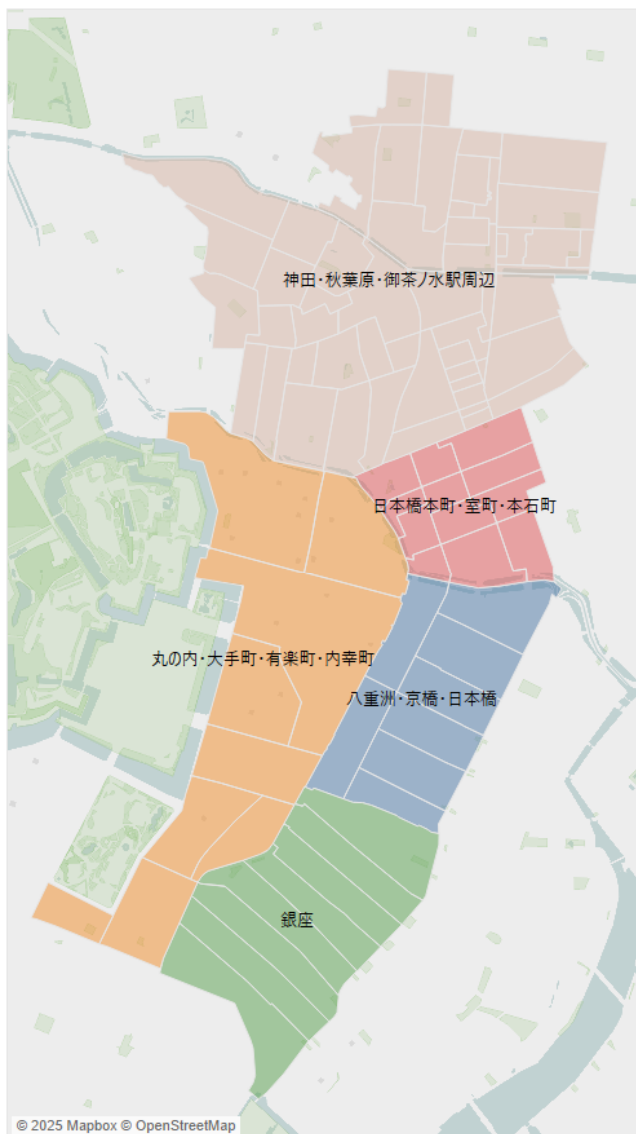 神田・秋葉原・御茶ノ水駅周辺
日本橋本町・室町・本石町
丸の内・大手町・有楽町・内幸町
八重洲・京橋・日本橋
銀座
© 2025 Mapbox © OpenStreetMap